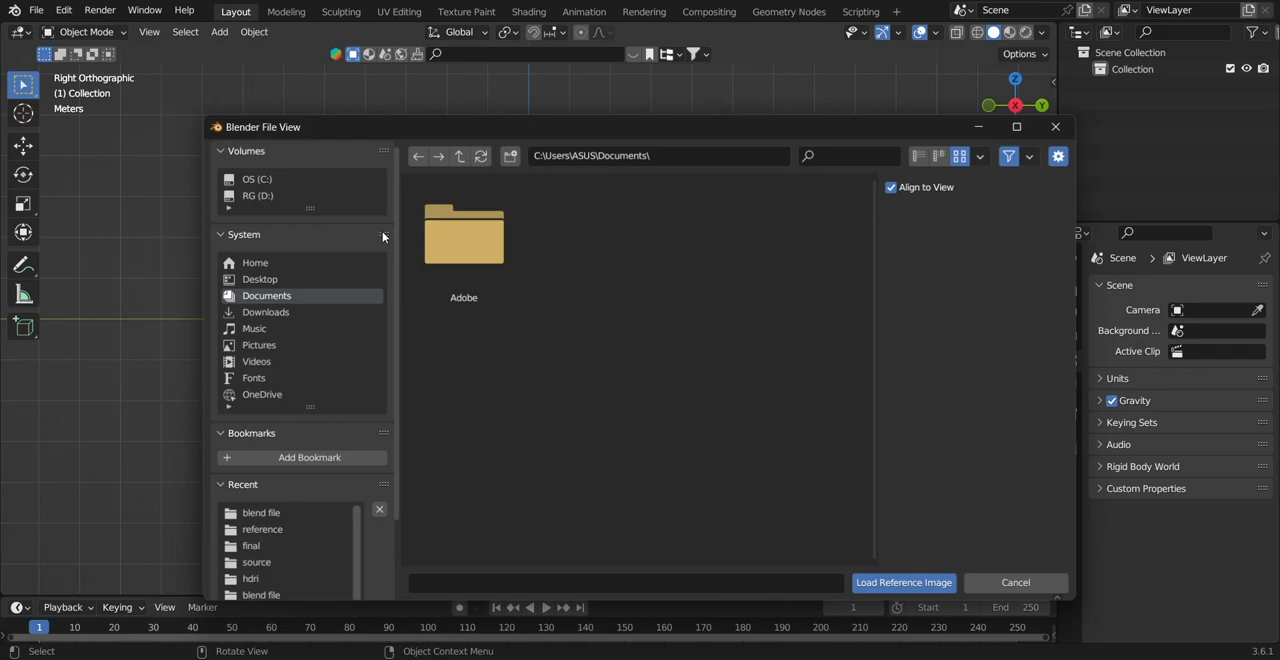 File Edit Render Window Help Layout Modeling Sculpting UV Editing Texture Paint Shading Animation Rendering Compositing Geometry Nodes Scripting + Scene ViewLayer
Object Mode View Select Add Object Global
Options
Scene Collection
Collection
Right Orthographic
(1) Collection
Meters
Z
X
Y
Blender File View
Volumes
OS (C:)
RG (D:)
C:\Users\ASUS\Documents\
Align to View
System
Home
Desktop
Documents
Downloads
Music
Pictures
Videos
Fonts
OneDrive
Adobe
Bookmarks
Add Bookmark
Recent
blend file
reference
final
source
hdri
blend file
Load Reference Image Cancel
Scene ViewLayer
Scene
Camera
Background ...
Active Clip
Units
Gravity
Keying Sets
Audio
Rigid Body World
Custom Properties
Playback Keying View Marker 1 Start 1 End 250
1 10 20 30 40 50 60 70 80 90 100 110 120 130 140 150 160 170 180 190 200 210 220 230 240 250
Select Rotate View Object Context Menu 3.6.1